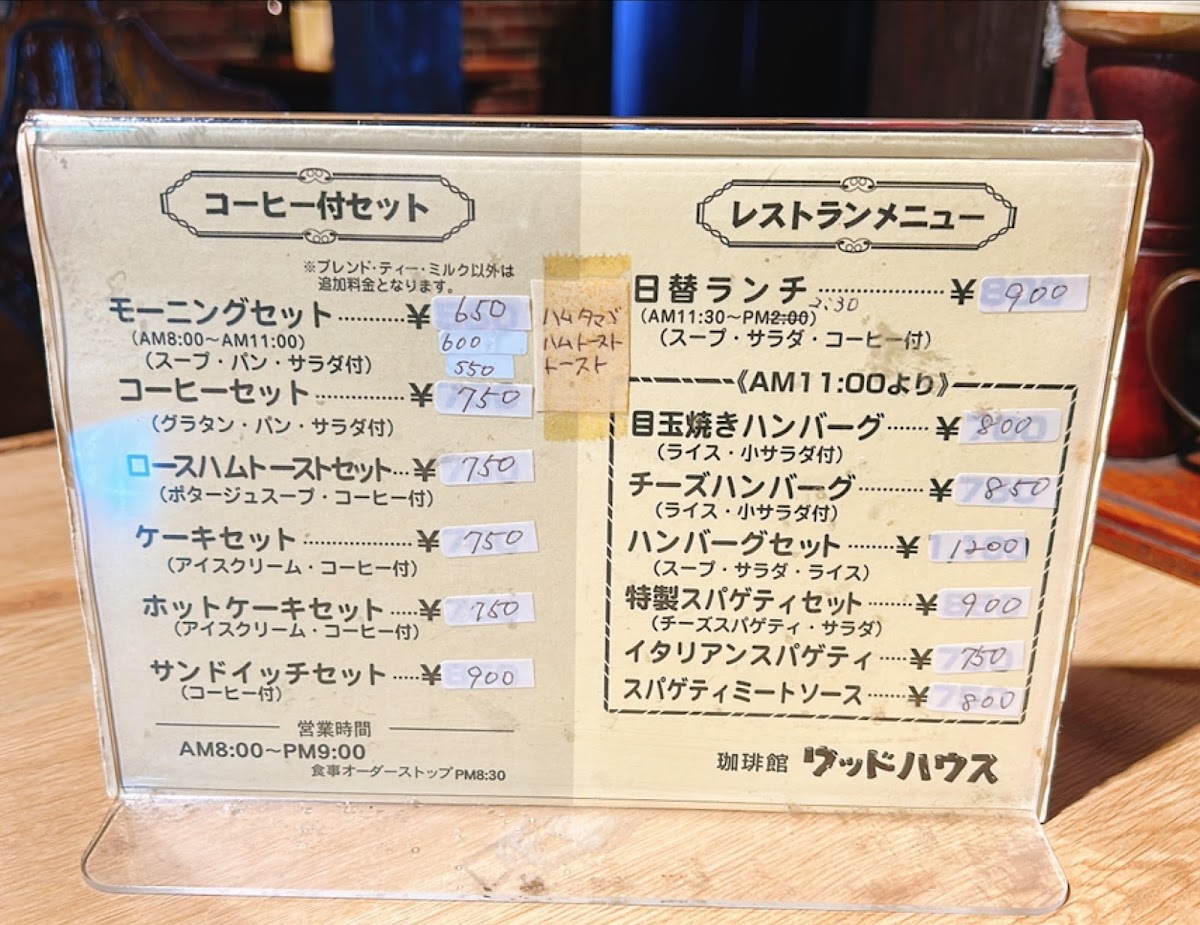 コーヒー付セット
※ブレンド・ティー・ミルク以外は
追加料金となります。
モーニングセット………¥650
(AM8:00〜AM11:00) 600
(スープ・パン・サラダ付) 550
ハムタマゴ
ハムトースト
トースト
コーヒーセット…………¥750
(グラタン・パン・サラダ付)
ロースハムトーストセット…¥750
(ポタージュスープ・コーヒー付)
ケーキセット……………¥750
(アイスクリーム・コーヒー付)
ホットケーキセット……¥750
(アイスクリーム・コーヒー付)
サンドイッチセット……¥900
(コーヒー付)
営業時間
AM8:00〜PM9:00
食事オーダーストップPM8:30
レストランメニュー
日替ランチ……………¥900
(AM11:30〜PM2:00) 2:30
(スープ・サラダ・コーヒー付)
《AM11:00より》
目玉焼きハンバーグ……¥800
(ライス・小サラダ付)
チーズハンバーグ………¥850
(ライス・小サラダ付)
ハンバーグセット………¥1200
(スープ・サラダ・ライス)
特製スパゲティセット……¥900
(チーズスパゲティ・サラダ)
イタリアンスパゲティ……¥750
スパゲティミートソース……¥800
珈琲館 ウッドハウス